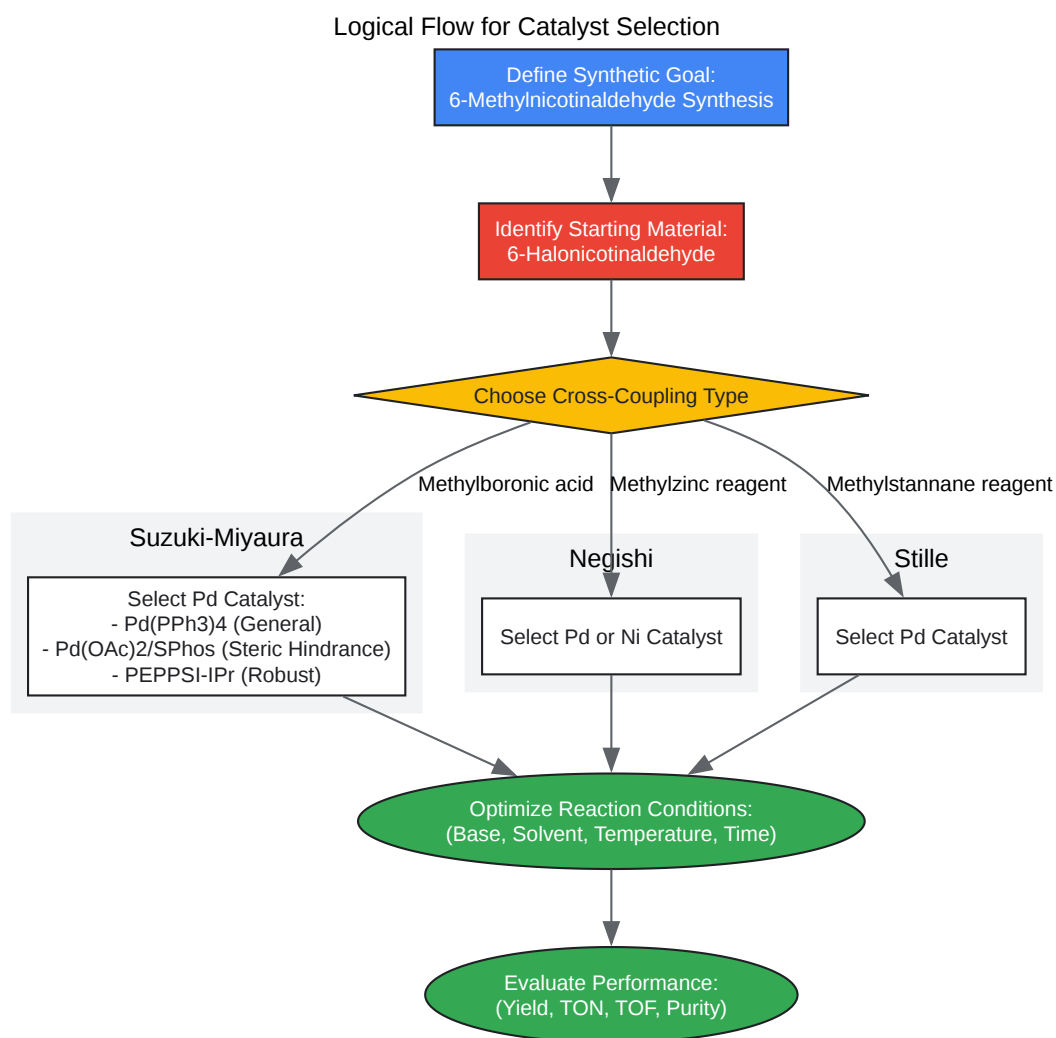 Logical Flow for Catalyst Selection
Define Synthetic Goal:
6-Methylnicotinaldehyde Synthesis
Identify Starting Material:
6-Halonicotinaldehyde
Choose Cross-Coupling Type
Methylboronic acid
Methylzinc reagent
Methylstannane reagent
Suzuki-Miyaura
Select Pd Catalyst:
- Pd(PPh3)4 (General)
- Pd(OAc)2/SPhos (Steric Hindrance)
- PEPPSI-IPr (Robust)
Negishi
Select Pd or Ni Catalyst
Stille
Select Pd Catalyst
Optimize Reaction Conditions:
(Base, Solvent, Temperature, Time)
Evaluate Performance:
(Yield, TON, TOF, Purity)